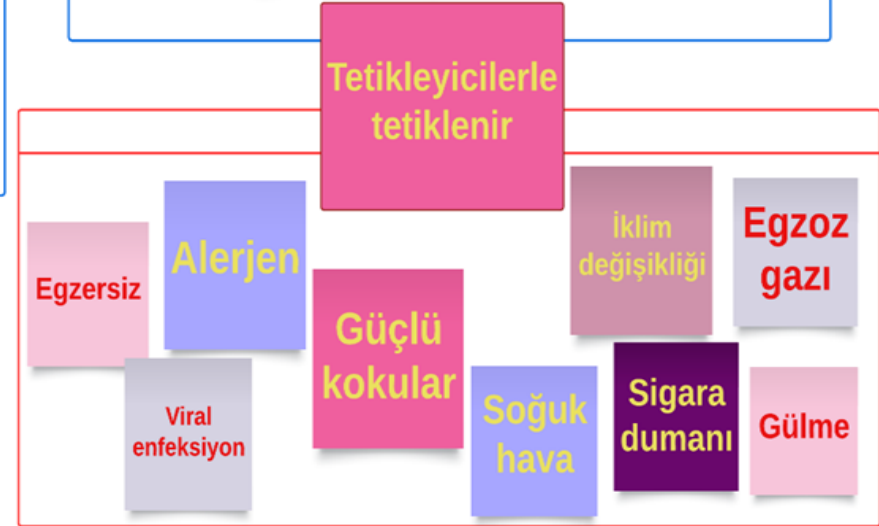 Tetikleyicilerle
tetiklenir
Egzersiz
Alerjen
Viral
enfeksiyon
Güçlü
kokular
Soğuk
hava
İklim
değişikliği
Sigara
dumanı
Egzoz
gazı
Gülme